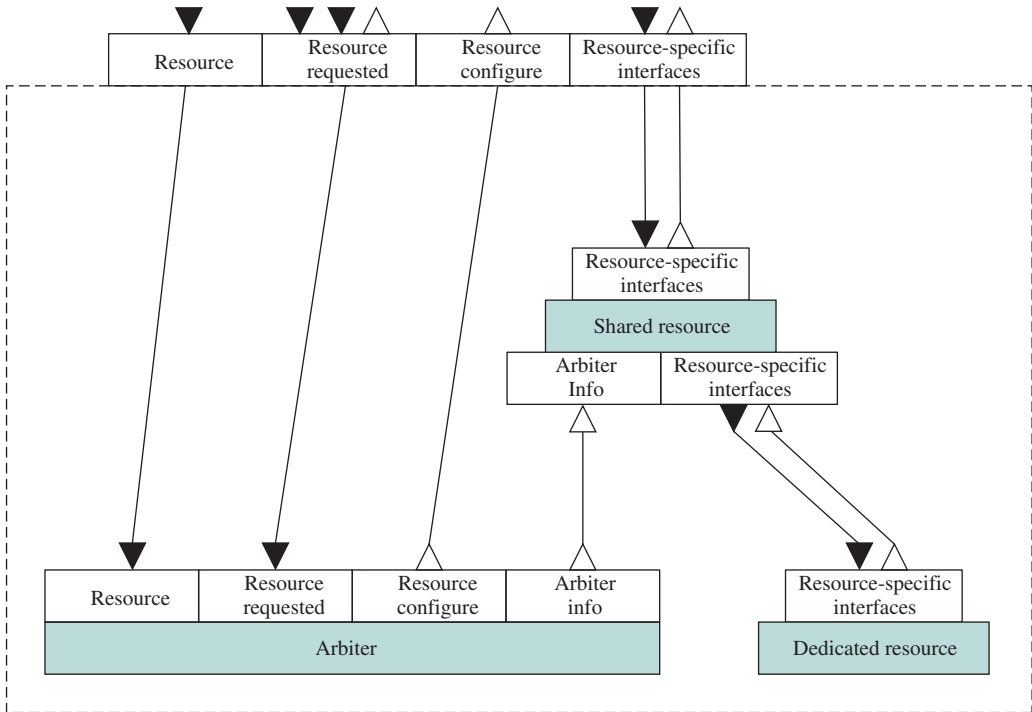 Resource
Resource
requested
Resource
configure
Resource-specific
interfaces
Resource-specific
interfaces
Shared resource
Arbiter
Info
Resource-specific
interfaces
Resource
Resource
requested
Resource
configure
Arbiter
info
Arbiter
Resource-specific
interfaces
Dedicated resource